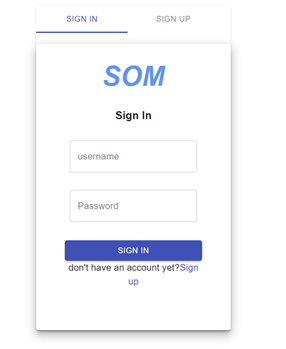 SIGN IN SIGN UP
SOM
Sign In
username
Password
SIGN IN
don't have an account yet?Sign
up